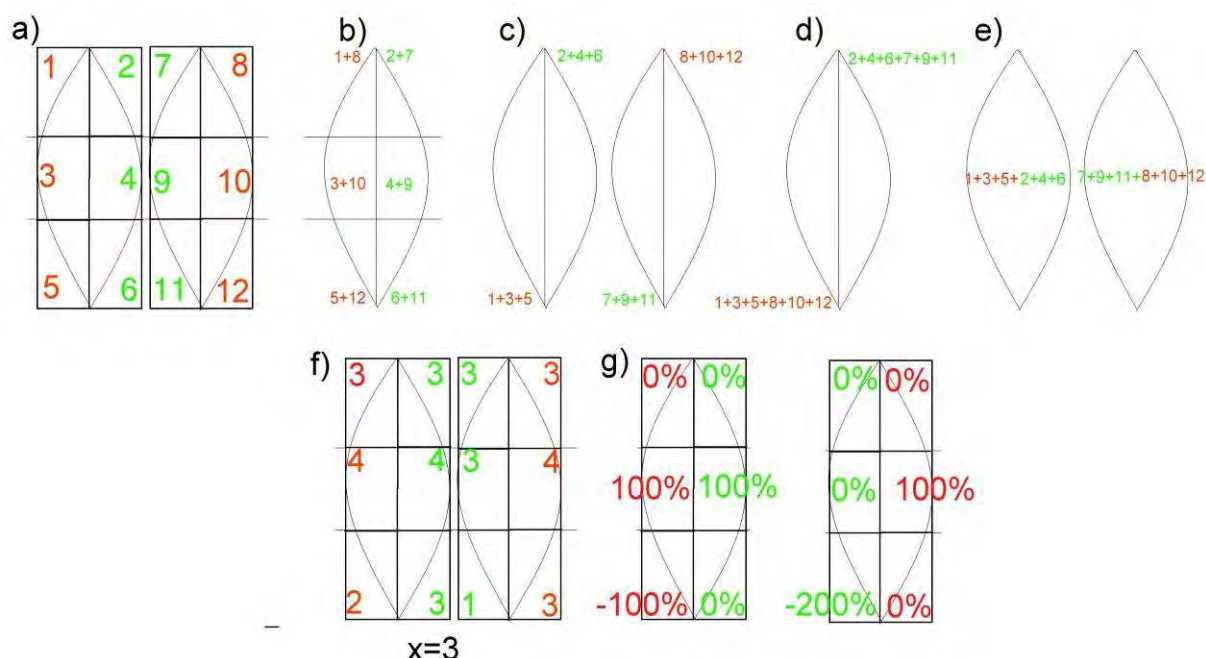 a) b) c) d) e)
1 2 7 8
3 4 9 10
5 6 11 12
1+8 2+7
3+10 4+9
5+12 6+11
2+4+6 8+10+12
1+3+5 7+9+11
2+4+6+7+9+11
1+3+5+8+10+12
1+3+5+2+4+6 7+9+11+8+10+12
f) g)
3 3 3 3
4 4 3 4
2 3 1 3
x=3
0% 0% 0% 0%
100% 100% 0% 100%
-100% 0% -200% 0%